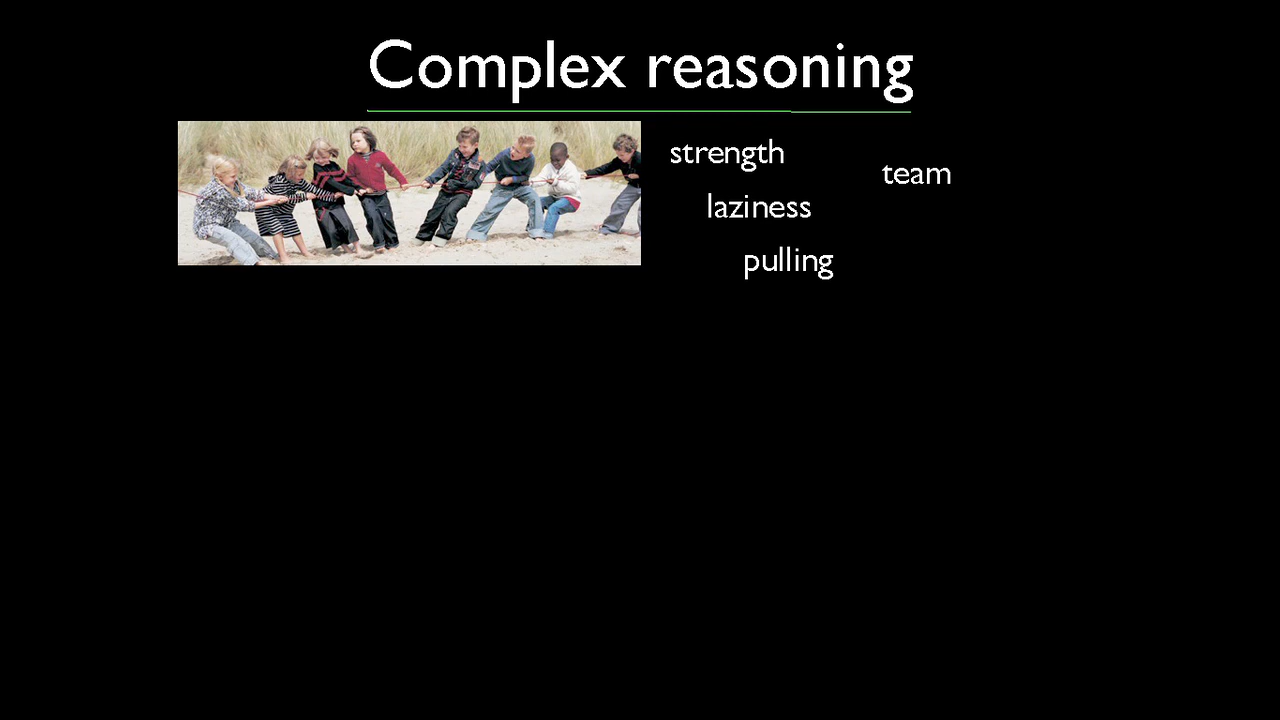 Complex reasoning
strength
team
laziness
pulling